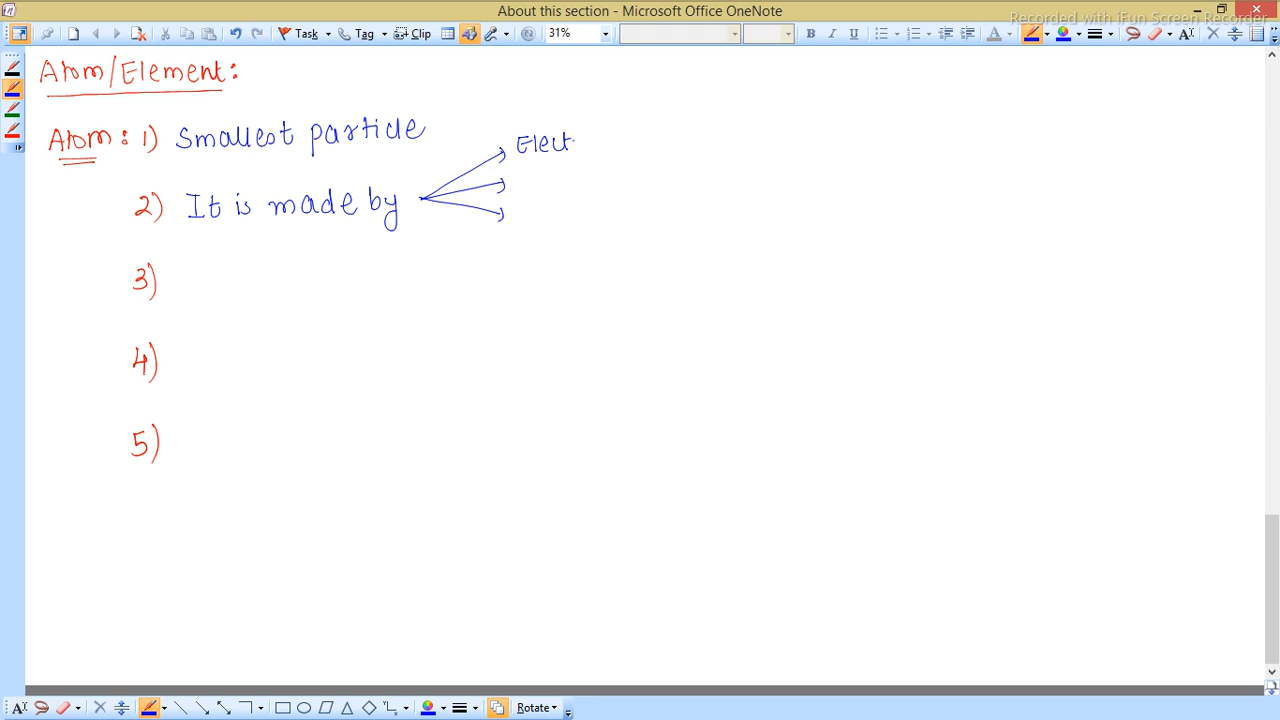 About this section - Microsoft Office OneNote
Recorded with iFun Screen Recorder
Task Tag Clip 31% B I U A
Atom/Element:
Atom: 1) Smallest particle
Elect
2) It is made by
3)
4)
5)
Rotate